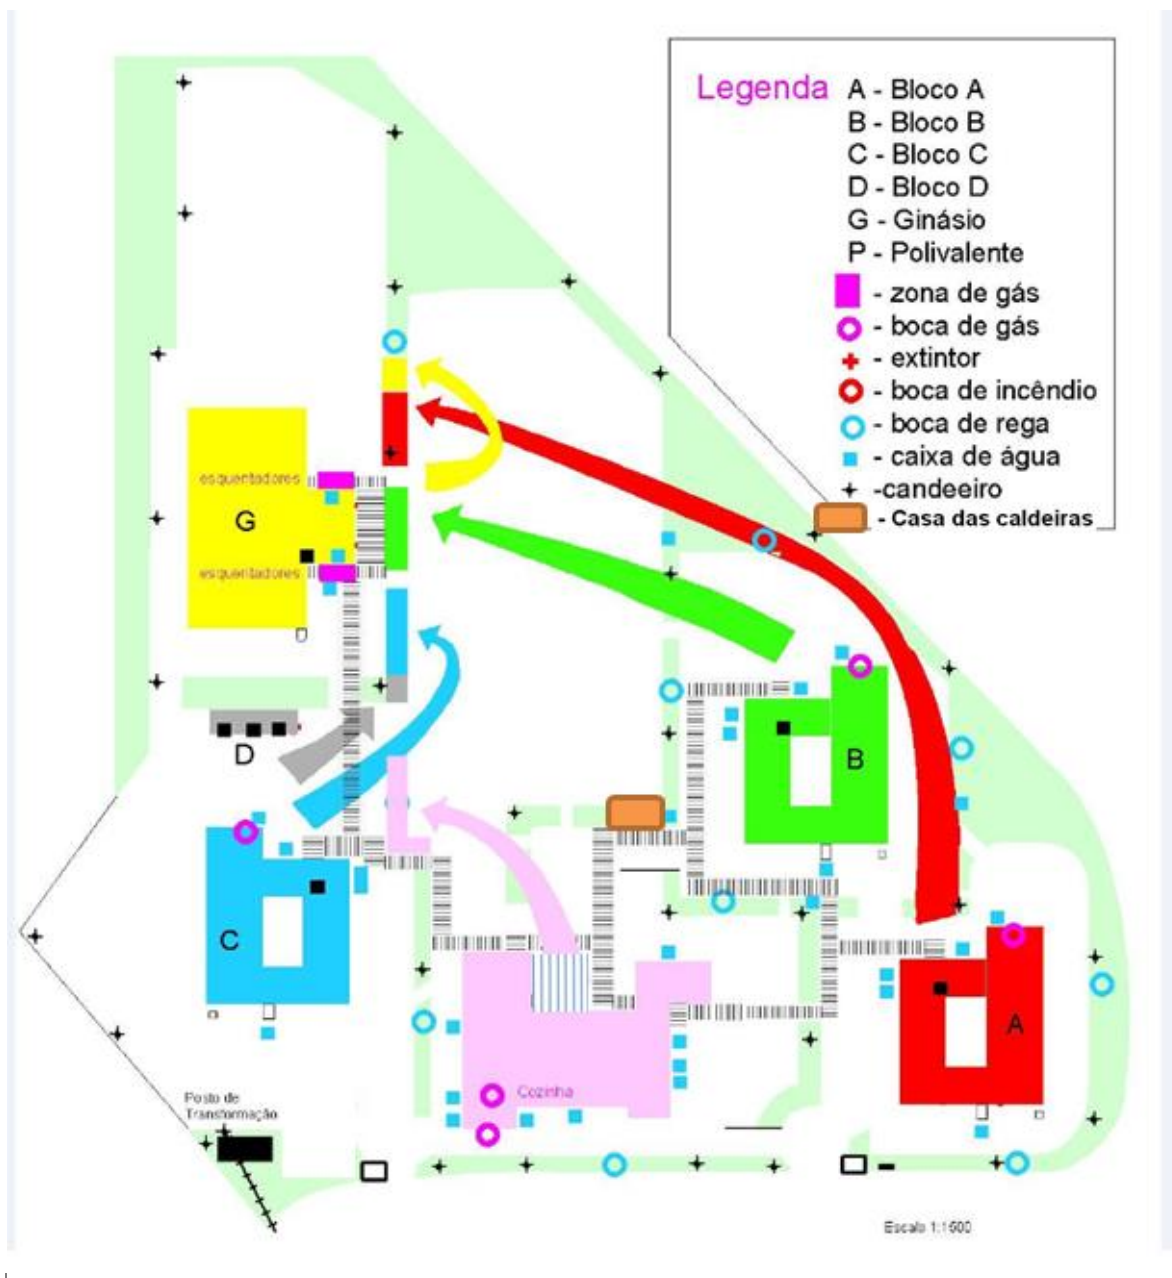 Legenda
A - Bloco A
B - Bloco B
C - Bloco C
D - Bloco D
G - Ginásio
P - Polivalente
- zona de gás
- boca de gás
- extintor
- boca de incêndio
- boca de rega
- caixa de água
-candeeiro
- Casa das caldeiras
esquentadores
G
esquentadores
D
B
C
A
Cozinha
Posto de
Transformação
Escala 1:1500